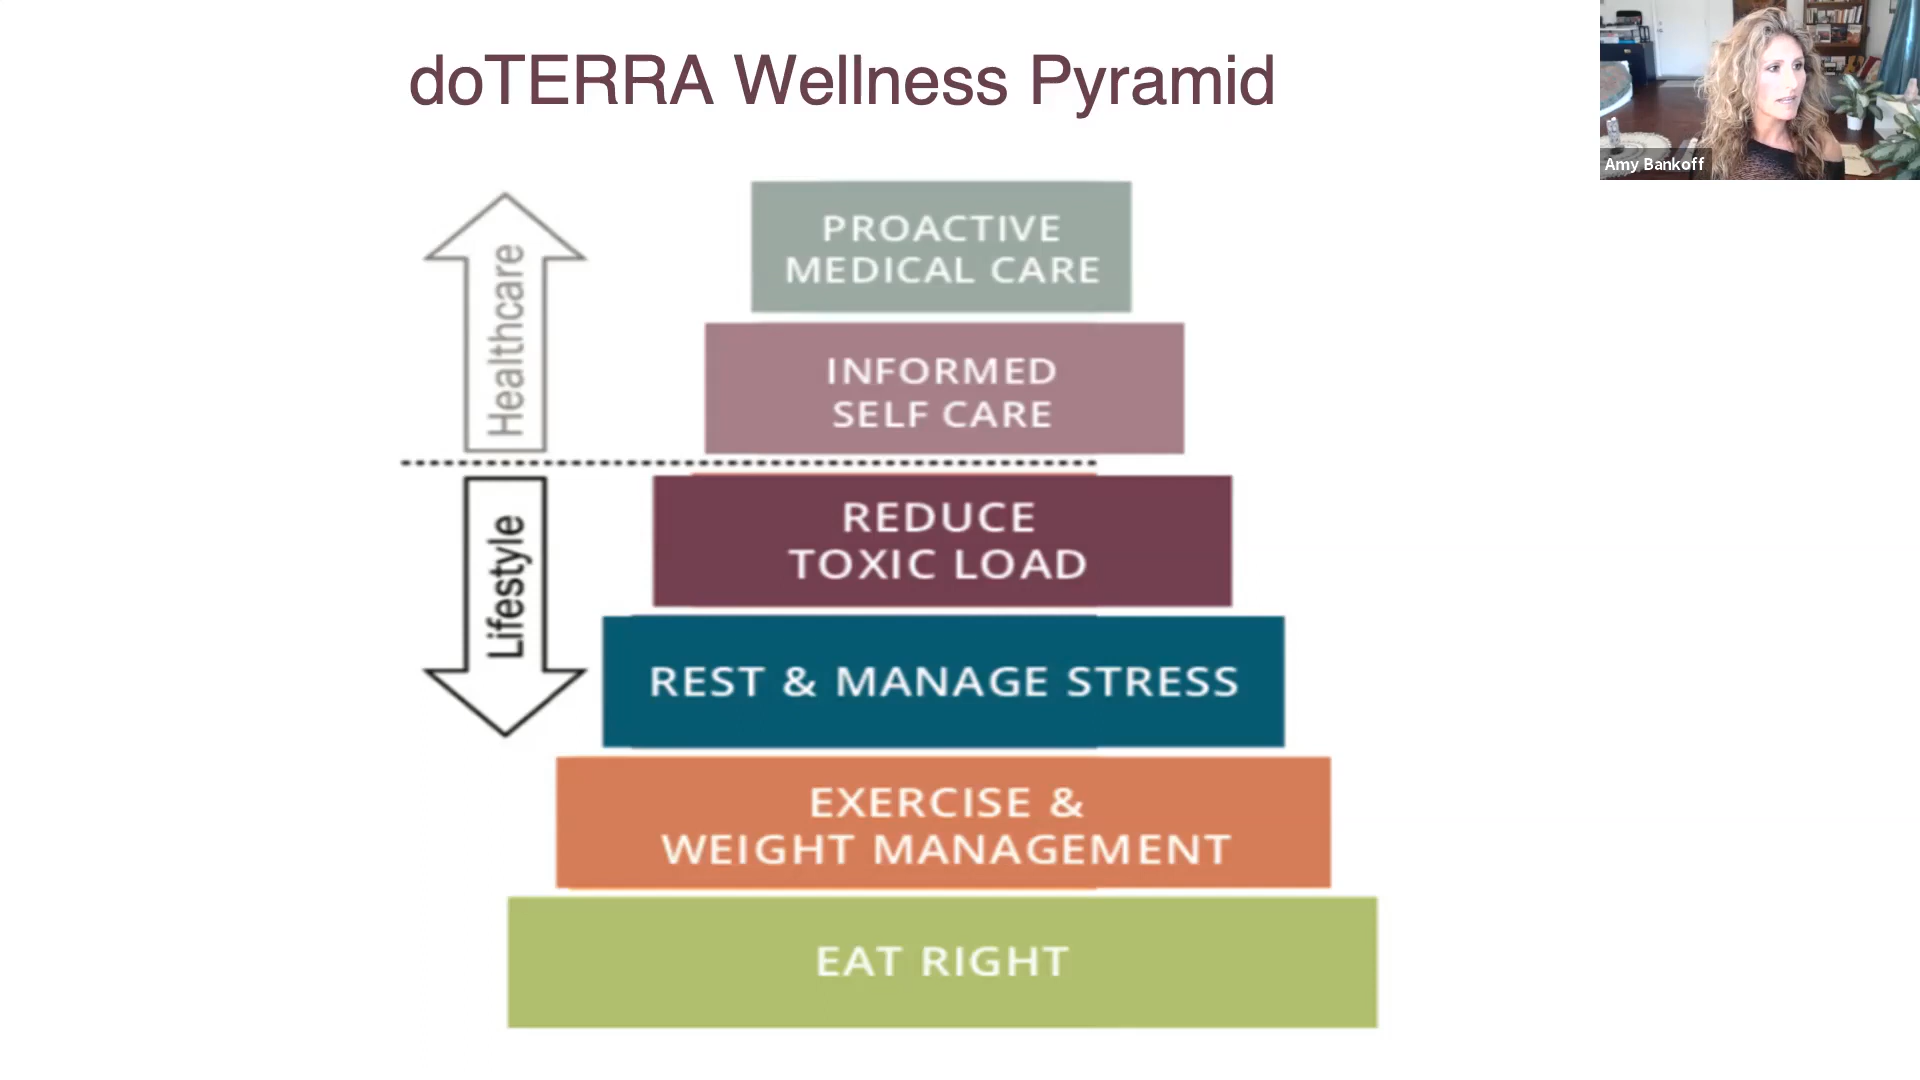 doTERRA Wellness Pyramid
Amy Bankoff
Healthcare
PROACTIVE
MEDICAL CARE
INFORMED
SELF CARE
Lifestyle
REDUCE
TOXIC LOAD
REST & MANAGE STRESS
EXERCISE &
WEIGHT MANAGEMENT
EAT RIGHT